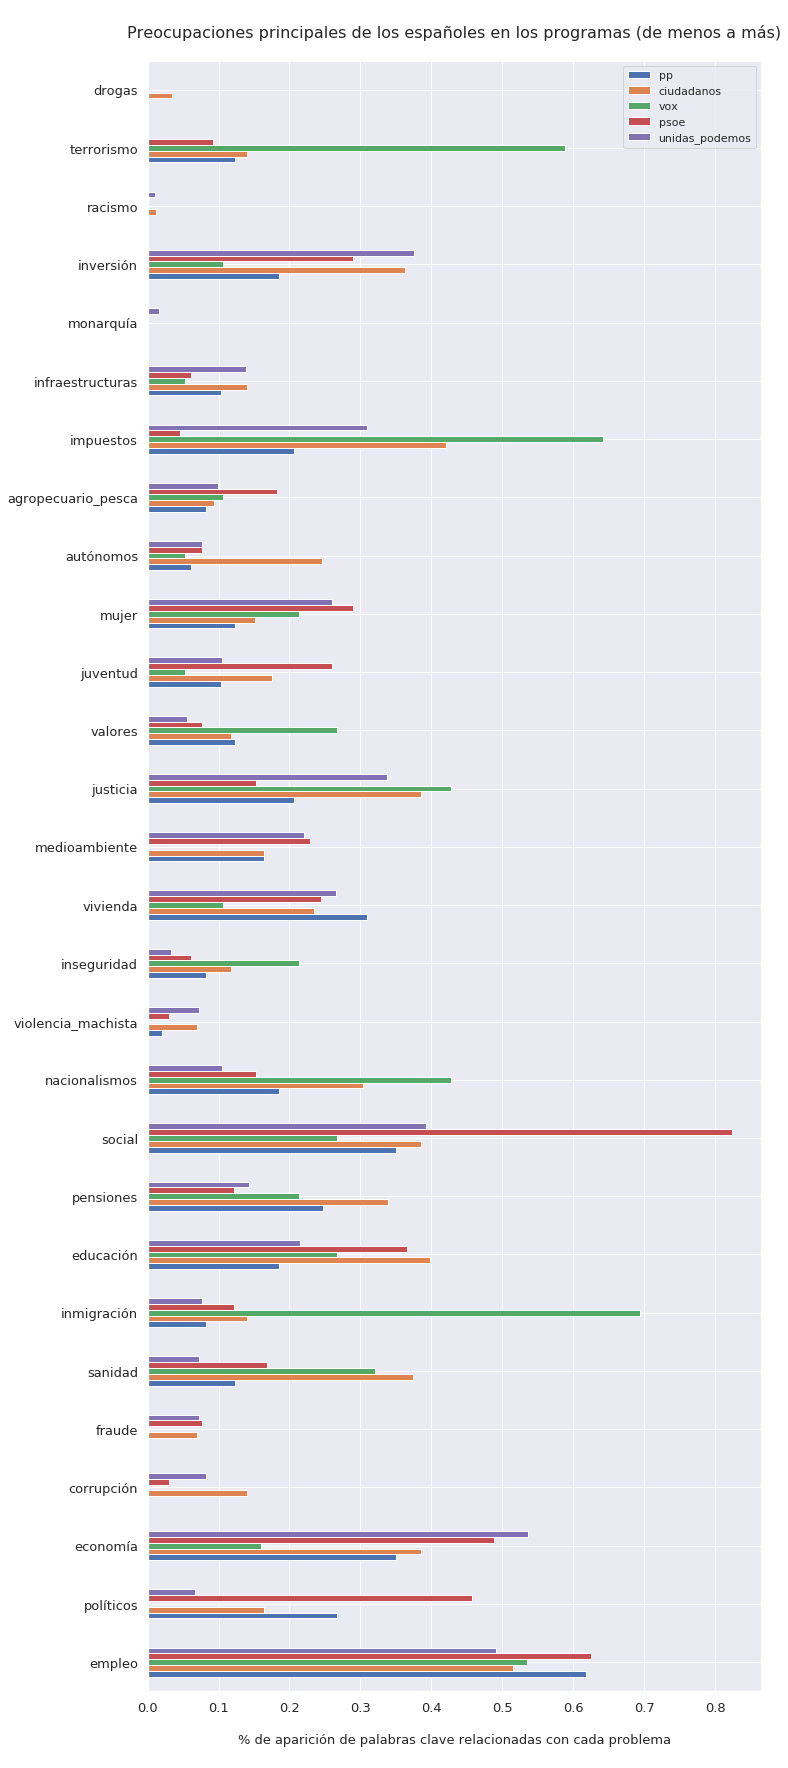 Preocupaciones principales de los españoles en los programas (de menos a más)
pp
ciudadanos
vox
psoe
unidas_podemos
drogas
terrorismo
racismo
inversión
monarquía
infraestructuras
impuestos
agropecuario_pesca
autónomos
mujer
juventud
valores
justicia
medioambiente
vivienda
inseguridad
violencia_machista
nacionalismos
social
pensiones
educación
inmigración
sanidad
fraude
corrupción
economía
políticos
empleo
0.0 0.1 0.2 0.3 0.4 0.5 0.6 0.7 0.8
% de aparición de palabras clave relacionadas con cada problema